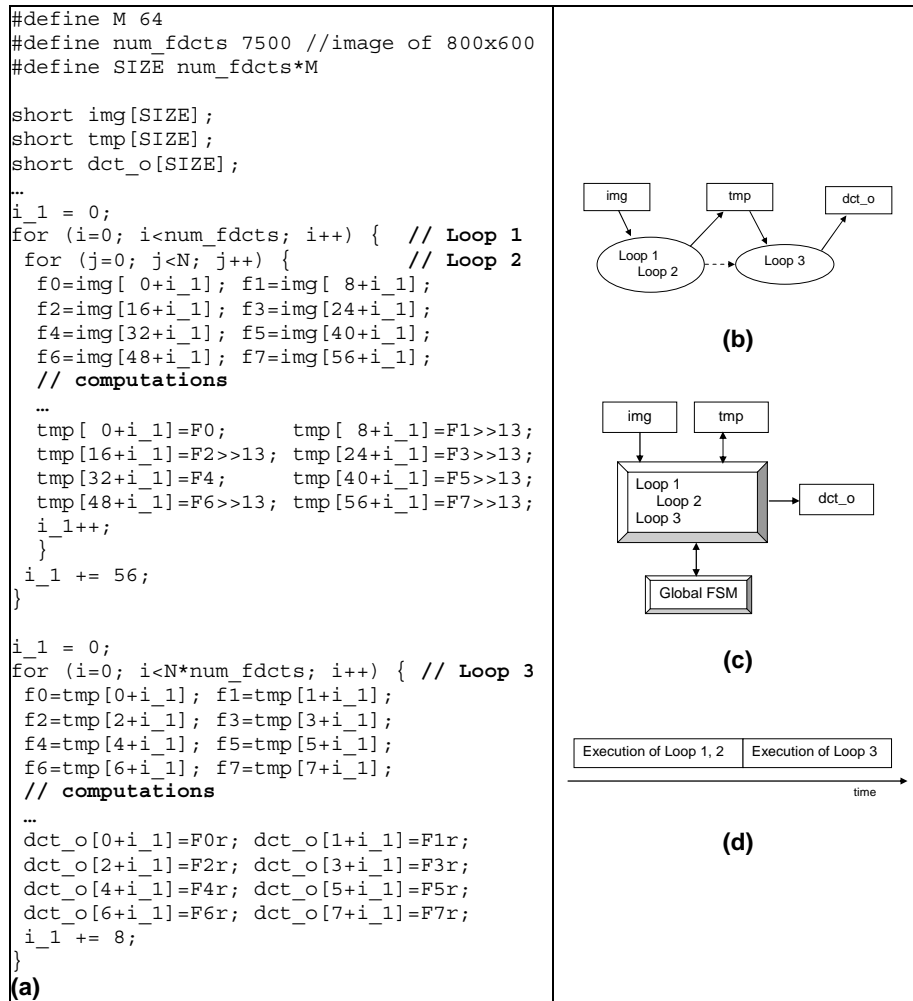 #define M 64
#define num_fdcts 7500 //image of 800x600
#define SIZE num_fdcts*M

short img[SIZE];
short tmp[SIZE];
short dct_o[SIZE];
…
i_1 = 0;
for (i=0; i<num_fdcts; i++) {  // Loop 1
 for (j=0; j<N; j++) {         // Loop 2
  f0=img[ 0+i_1]; f1=img[ 8+i_1];
  f2=img[16+i_1]; f3=img[24+i_1];
  f4=img[32+i_1]; f5=img[40+i_1];
  f6=img[48+i_1]; f7=img[56+i_1];
  // computations
  …
  tmp[ 0+i_1]=F0;     tmp[ 8+i_1]=F1>>13;
  tmp[16+i_1]=F2>>13; tmp[24+i_1]=F3>>13;
  tmp[32+i_1]=F4;     tmp[40+i_1]=F5>>13;
  tmp[48+i_1]=F6>>13; tmp[56+i_1]=F7>>13;
  i_1++;
  }
 i_1 += 56;
}

i_1 = 0;
for (i=0; i<N*num_fdcts; i++) { // Loop 3
 f0=tmp[0+i_1]; f1=tmp[1+i_1];
 f2=tmp[2+i_1]; f3=tmp[3+i_1];
 f4=tmp[4+i_1]; f5=tmp[5+i_1];
 f6=tmp[6+i_1]; f7=tmp[7+i_1];
 // computations
 …
 dct_o[0+i_1]=F0r; dct_o[1+i_1]=F1r;
 dct_o[2+i_1]=F2r; dct_o[3+i_1]=F3r;
 dct_o[4+i_1]=F4r; dct_o[5+i_1]=F5r;
 dct_o[6+i_1]=F6r; dct_o[7+i_1]=F7r;
 i_1 += 8;
}
(a)
img
tmp
dct_o
Loop 1
Loop 2
Loop 3
(b)
img
tmp
Loop 1
Loop 2
Loop 3
dct_o
Global FSM
(c)
Execution of Loop 1, 2
Execution of Loop 3
time
(d)